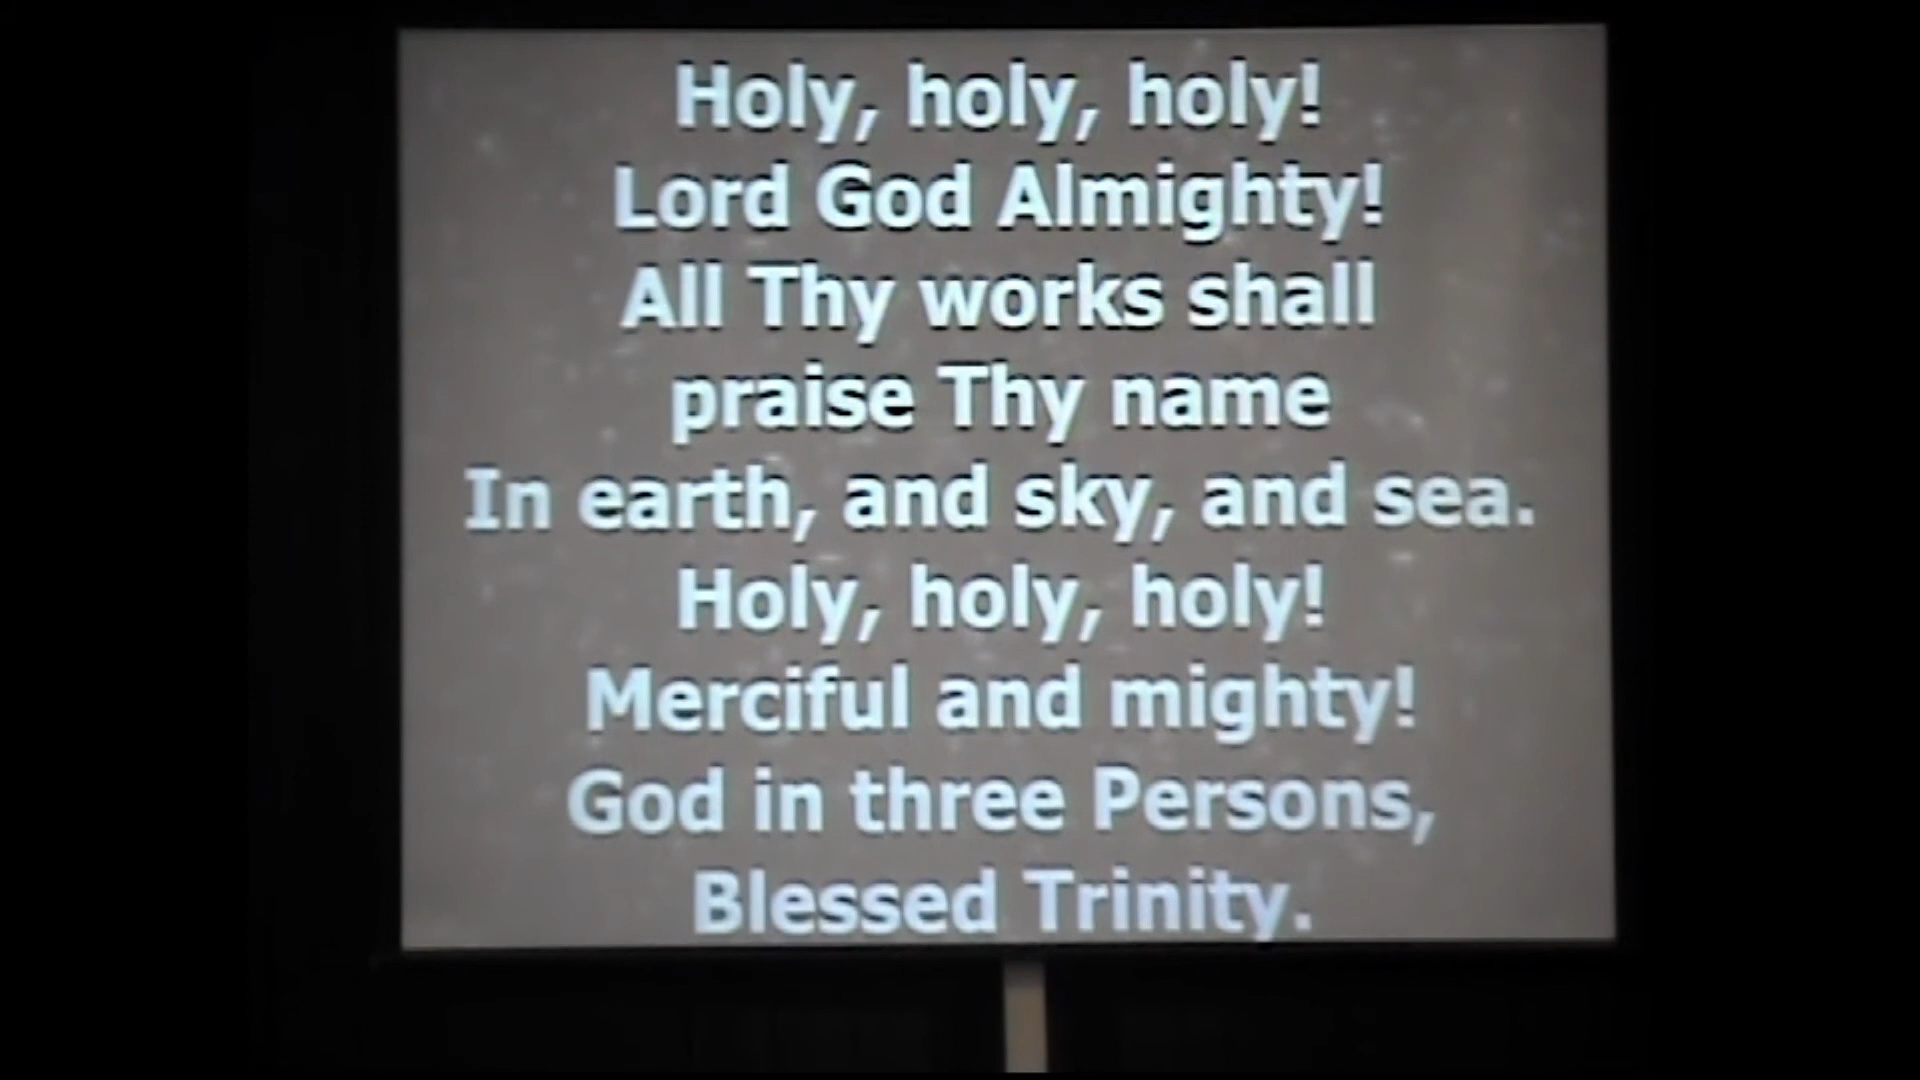 Holy, holy, holy!
Lord God Almighty!
All Thy works shall
praise Thy name
In earth, and sky, and sea.
Holy, holy, holy!
Merciful and mighty!
God in three Persons,
Blessed Trinity.